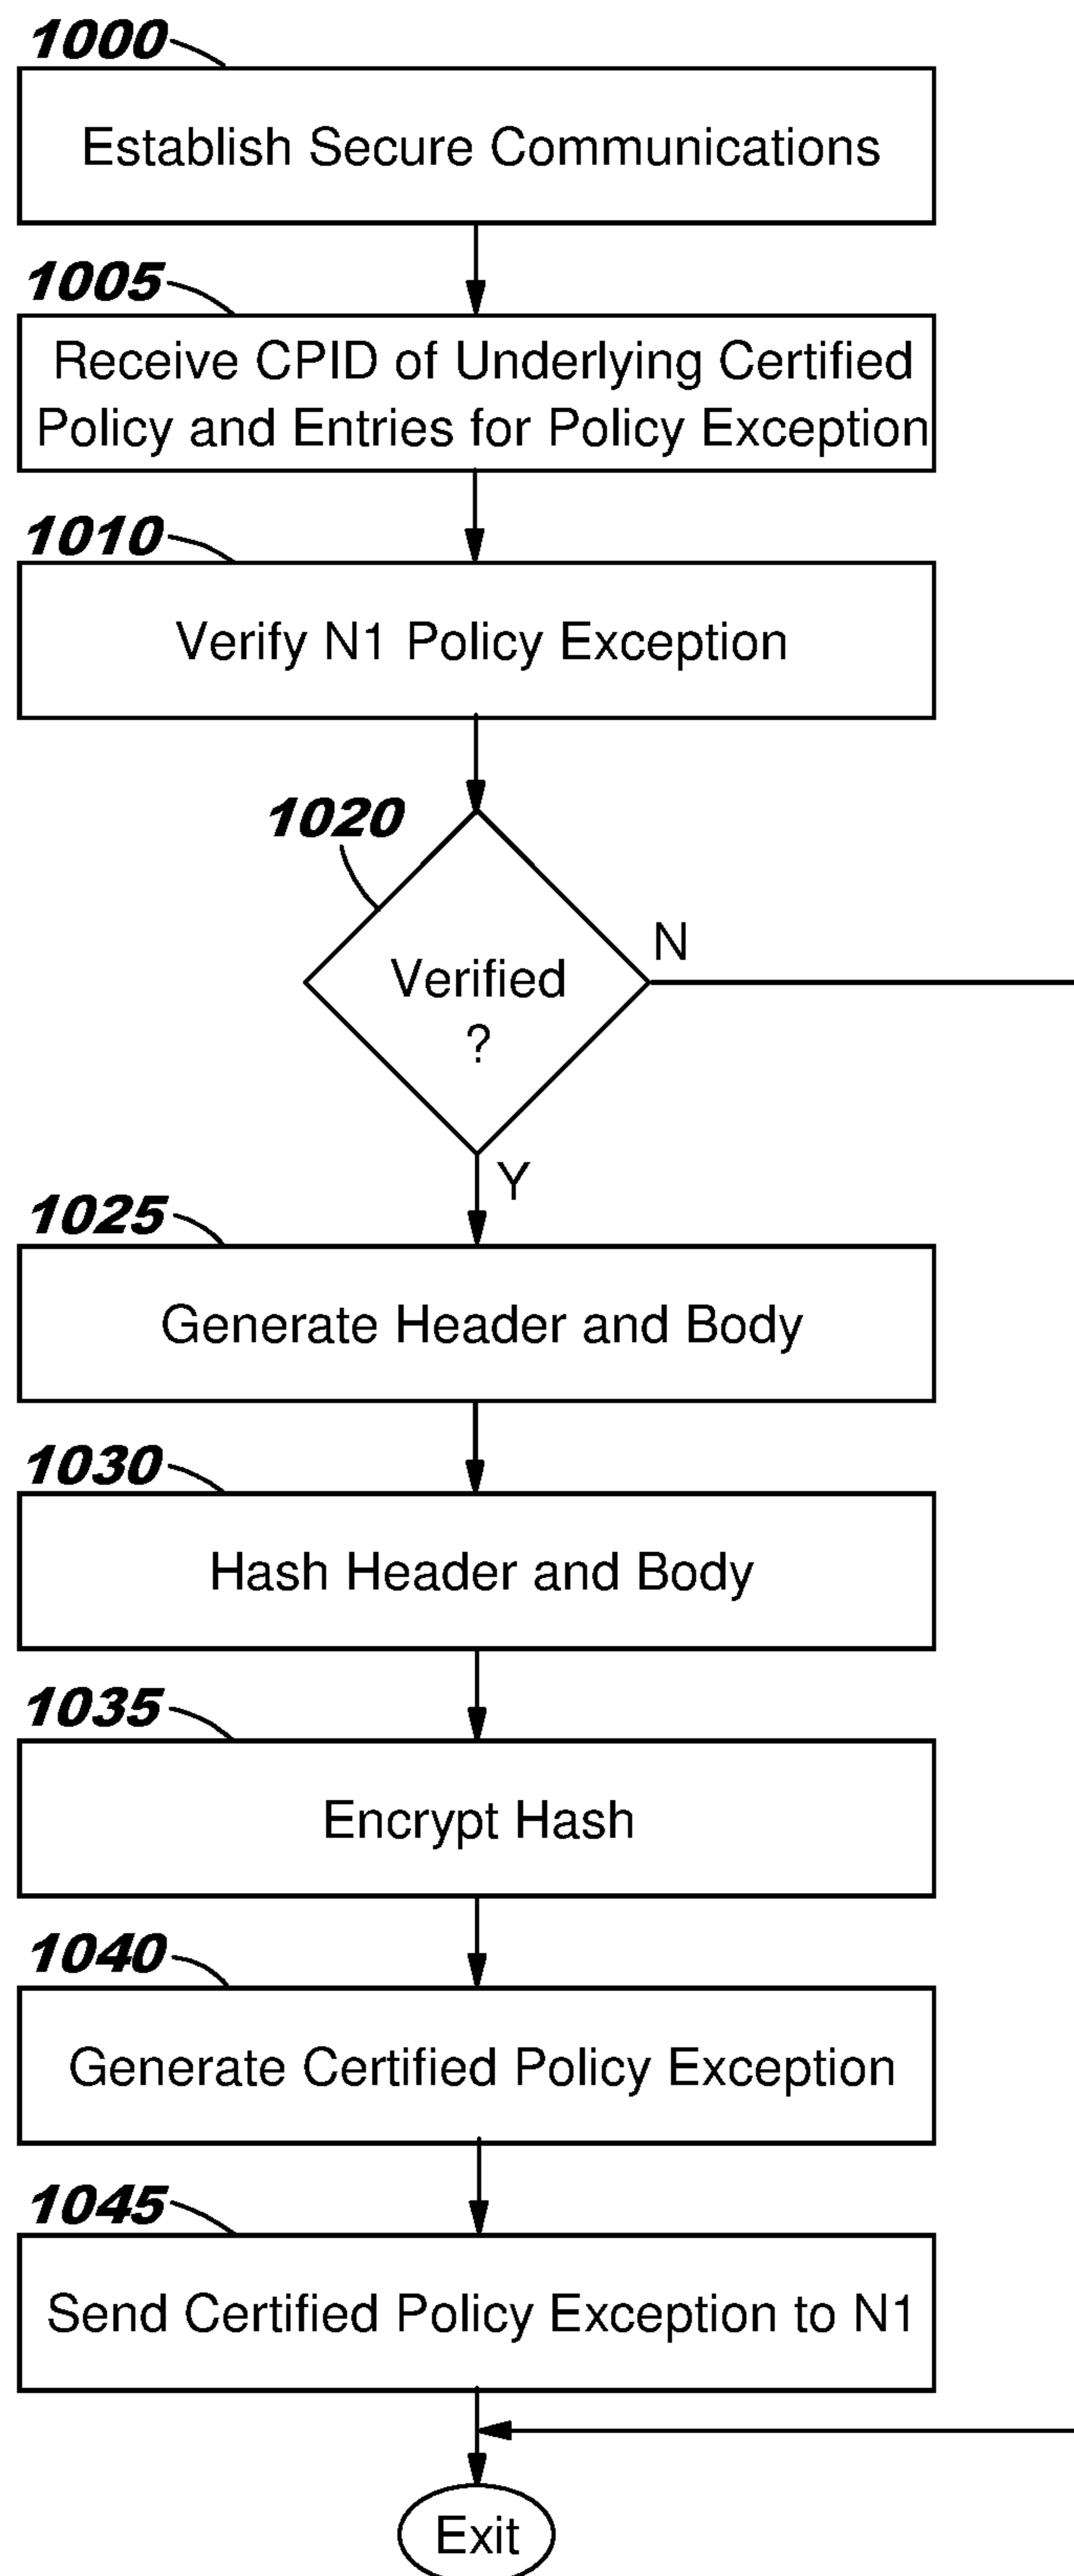 1000
Establish Secure Communications
1005
Receive CPID of Underlying Certified
Policy and Entries for Policy Exception
1010
Verify N1 Policy Exception
1020
Verified
?
N
Y
1025
Generate Header and Body
1030
Hash Header and Body
1035
Encrypt Hash
1040
Generate Certified Policy Exception
1045
Send Certified Policy Exception to N1
Exit